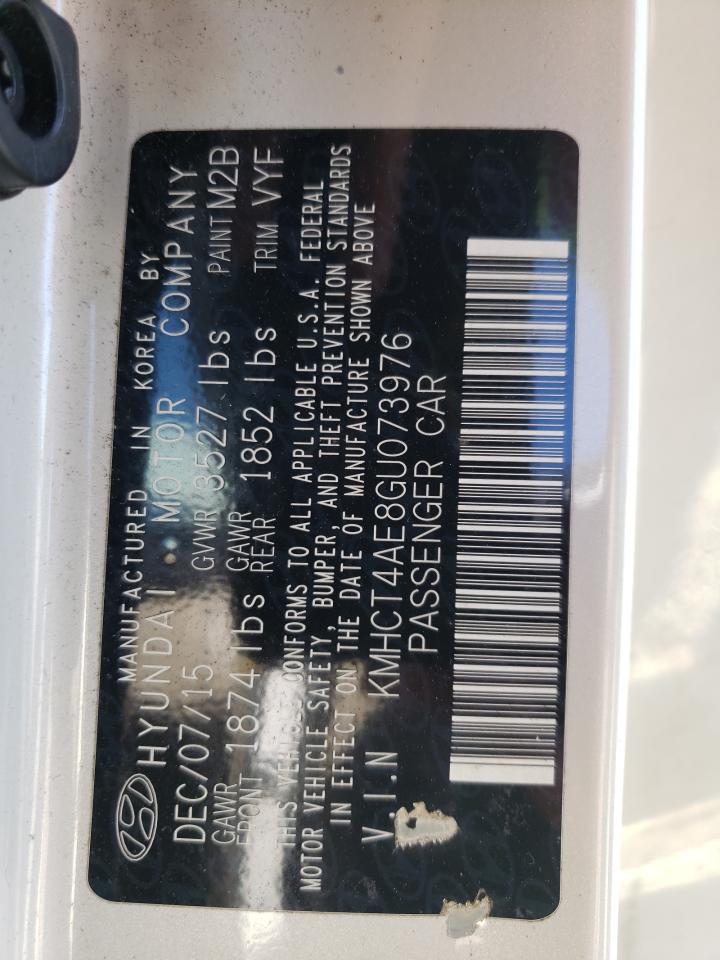 MANUFACTURED IN KOREA BY
HYUNDAI MOTOR COMPANY
DEC/07/15 GVWR 3527 lbs PAINT M2B
GAWR FRONT 1874 lbs GAWR REAR 1852 lbs TRIM VYF
THIS VEHICLE CONFORMS TO ALL APPLICABLE U.S.A. FEDERAL
MOTOR VEHICLE SAFETY, BUMPER, AND THEFT PREVENTION STANDARDS
IN EFFECT ON THE DATE OF MANUFACTURE SHOWN ABOVE
V.I.N KMHCT4AE8GU073976
PASSENGER CAR